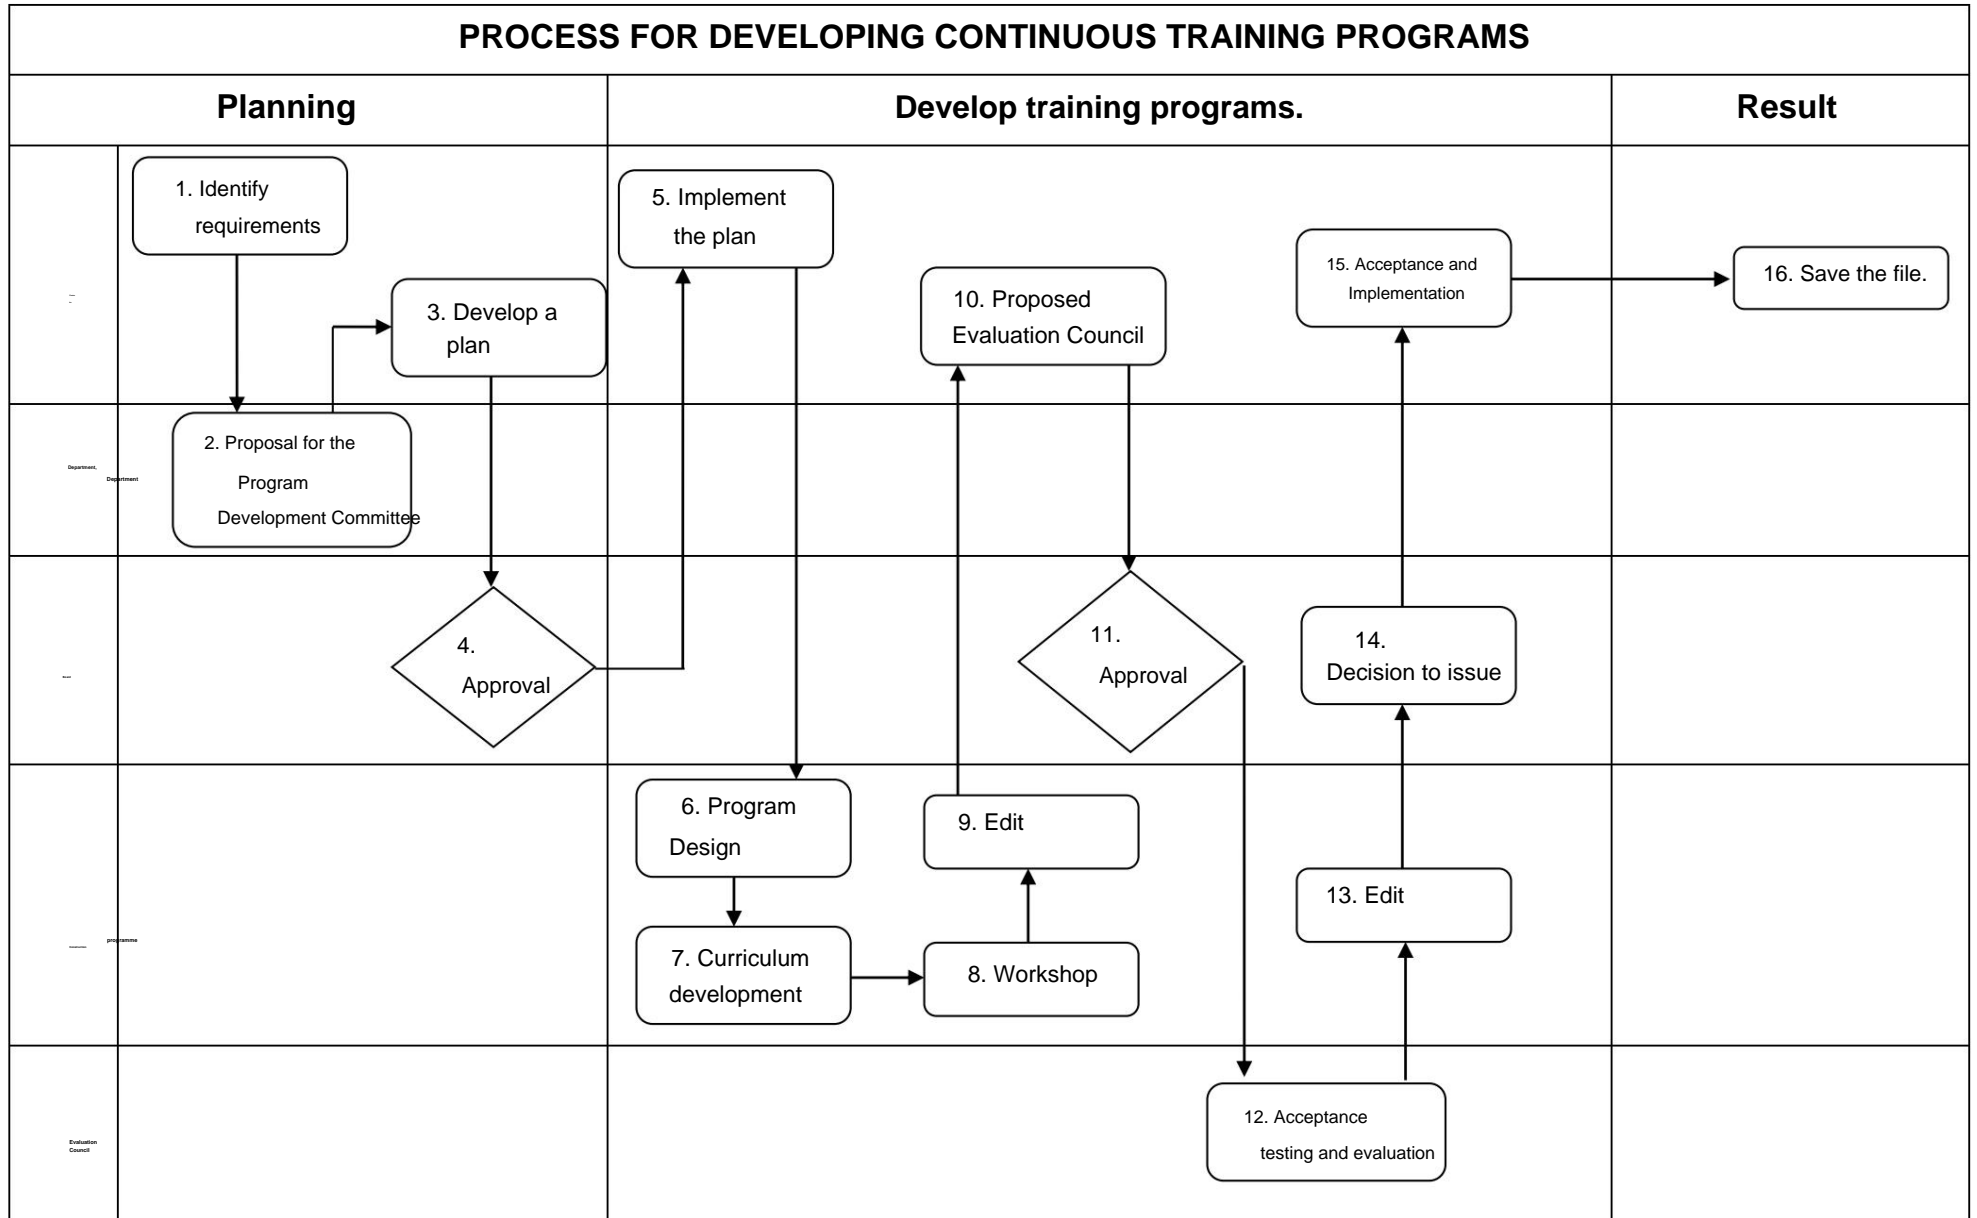 PROCESS FOR DEVELOPING CONTINUOUS TRAINING PROGRAMS
Planning
Develop training programs.
Result
1. Identify
requirements
5. Implement
the plan
15. Acceptance and
Implementation
16. Save the file.
10. Proposed
Evaluation Council
3. Develop a
plan
2. Proposal for the
Program
Development Committee
Department,
Department
4.
Approval
11.
Approval
14.
Decision to issue
6. Program
Design
9. Edit
13. Edit
programme
7. Curriculum
development
8. Workshop
12. Acceptance
testing and evaluation
Evaluation
Council